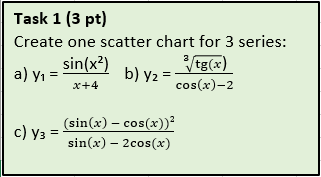 Task 1 (3 pt)
Create one scatter chart for 3 series:
a) y₁ = sin(x²)/x+4 b) y₂ = ∛tg(x)/cos(x)−2
c) y₃ = (sin(x) − cos(x))²/sin(x) − 2cos(x)